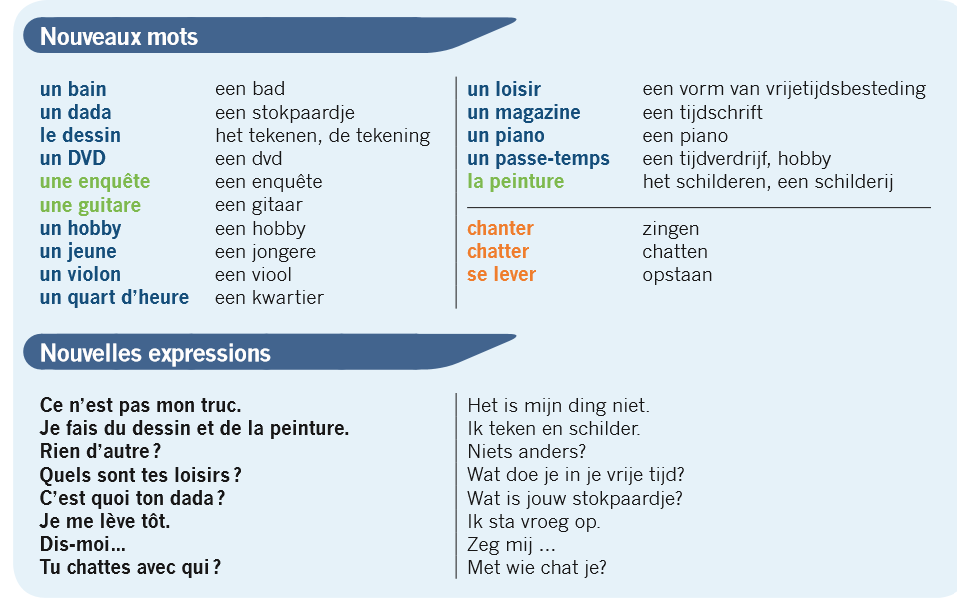 Nouveaux mots
un bain een bad
un dada een stokpaardje
le dessin het tekenen, de tekening
un DVD een dvd
une enquête een enquête
une guitare een gitaar
un hobby een hobby
un jeune een jongere
un violon een viool
un quart d'heure een kwartier
un loisir een vorm van vrijetijdsbesteding
un magazine een tijdschrift
un piano een piano
un passe-temps een tijdverdrijf, hobby
la peinture het schilderen, een schilderij
chanter zingen
chatter chatten
se lever opstaan
Nouvelles expressions
Ce n'est pas mon truc. Het is mijn ding niet.
Je fais du dessin et de la peinture. Ik teken en schilder.
Rien d'autre ? Niets anders?
Quels sont tes loisirs ? Wat doe je in je vrije tijd?
C'est quoi ton dada ? Wat is jouw stokpaardje?
Je me lève tôt. Ik sta vroeg op.
Dis-moi... Zeg mij ...
Tu chattes avec qui ? Met wie chat je?